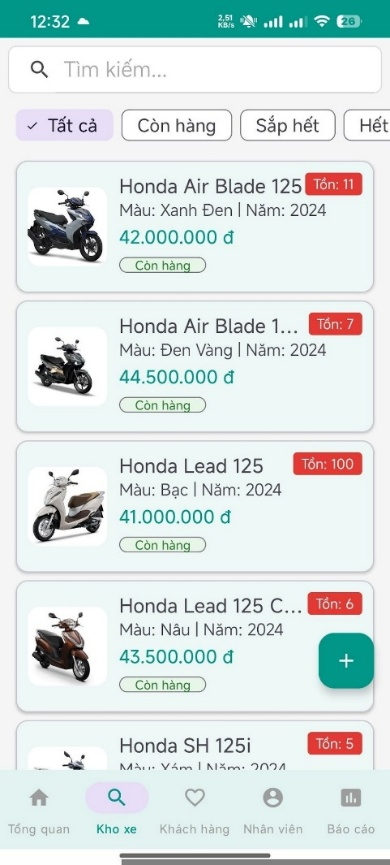 12:32
2,51 KB/s
26
Tìm kiếm...
Tất cả
Còn hàng
Sắp hết
Hết
Honda Air Blade 125
Tồn: 11
Màu: Xanh Đen | Năm: 2024
42.000.000 đ
Còn hàng
Honda Air Blade 1...
Tồn: 7
Màu: Đen Vàng | Năm: 2024
44.500.000 đ
Còn hàng
Honda Lead 125
Tồn: 100
Màu: Bạc | Năm: 2024
41.000.000 đ
Còn hàng
Honda Lead 125 C...
Tồn: 6
Màu: Nâu | Năm: 2024
43.500.000 đ
Còn hàng
Honda SH 125i
Tồn: 5
Màu: Xám | Năm: 2024
Tổng quan
Kho xe
Khách hàng
Nhân viên
Báo cáo